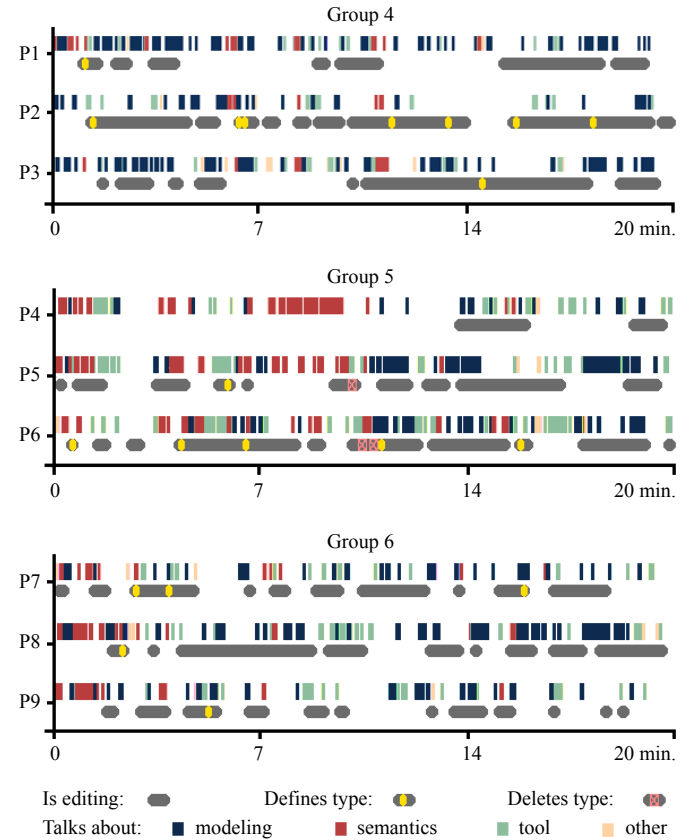 Group 4
P1
P2
P3
0 7 14 20 min.
Group 5
P4
P5
P6
0 7 14 20 min.
Group 6
P7
P8
P9
0 7 14 20 min.
Is editing: Defines type: Deletes type:
Talks about: modeling semantics tool other